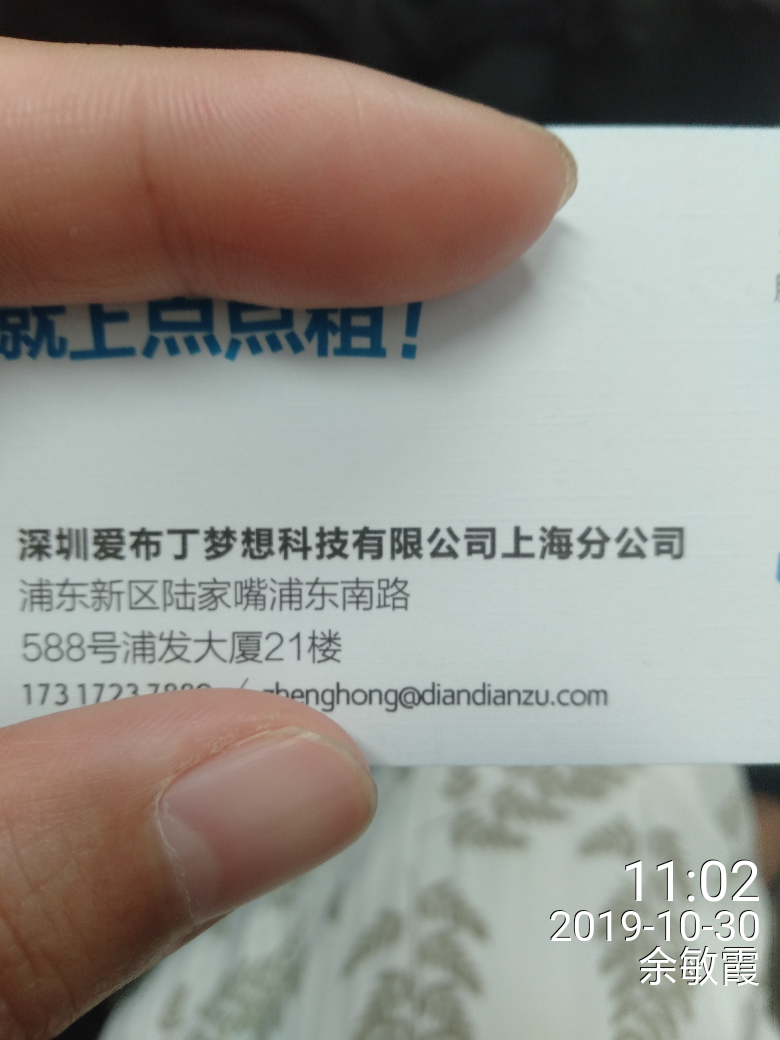 就上点点租！
深圳爱布丁梦想科技有限公司上海分公司
浦东新区陆家嘴浦东南路
588号浦发大厦21楼
173 1723 / zhenghong@diandianzu.com
11:02
2019-10-30
余敏霞